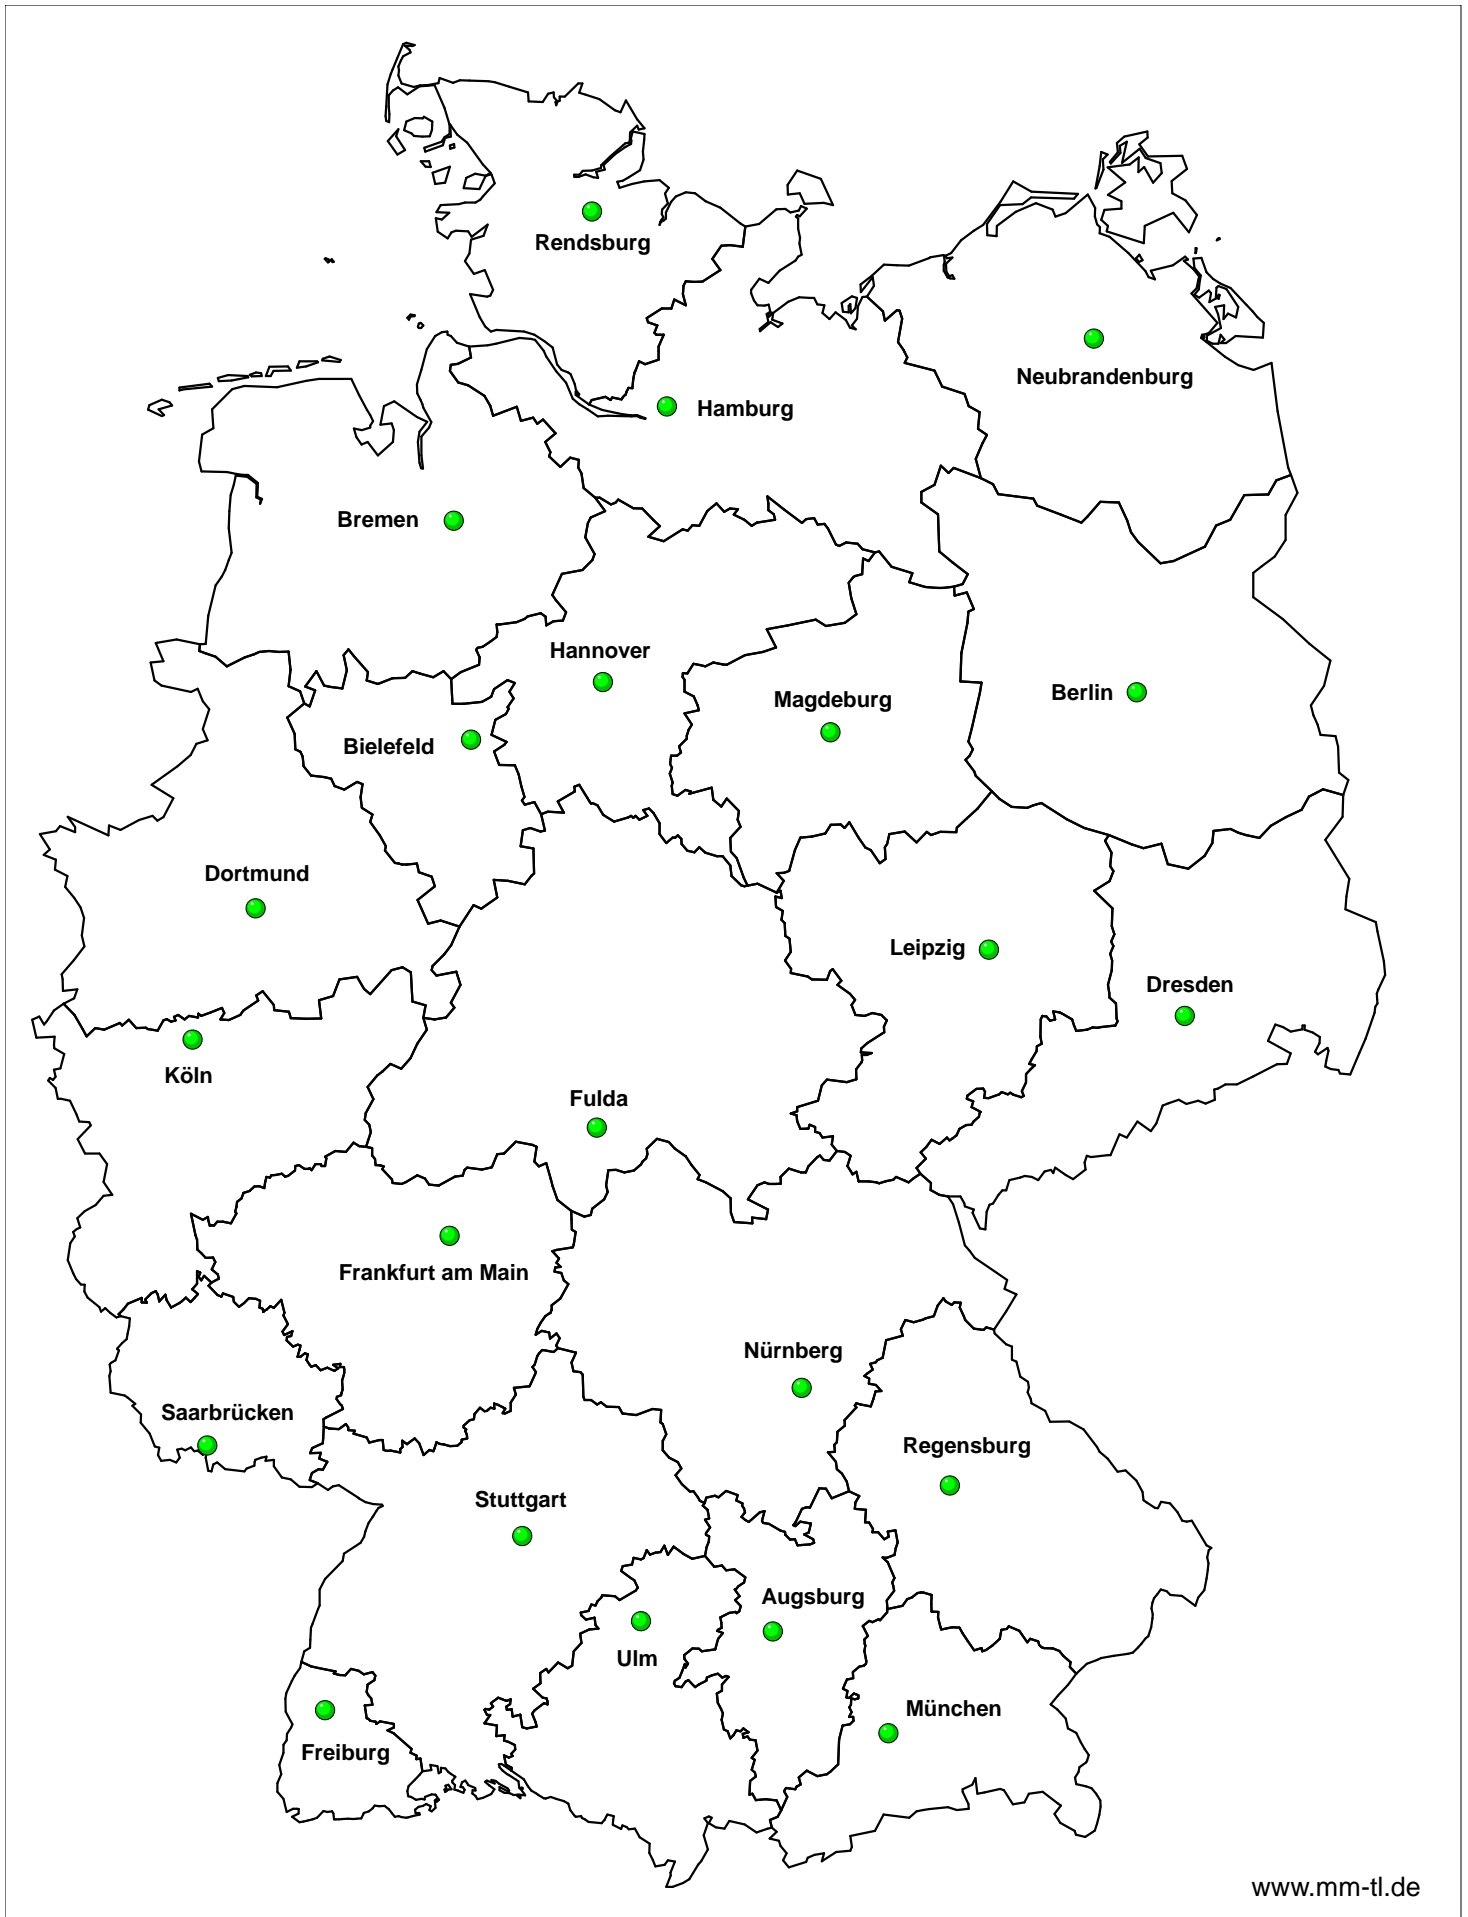 Rendsburg
Neubrandenburg
Hamburg
Bremen
Hannover
Berlin
Magdeburg
Bielefeld
Dortmund
Leipzig
Dresden
Köln
Fulda
Frankfurt am Main
Nürnberg
Saarbrücken
Regensburg
Stuttgart
Augsburg
Ulm
München
Freiburg
www.mm-tl.de